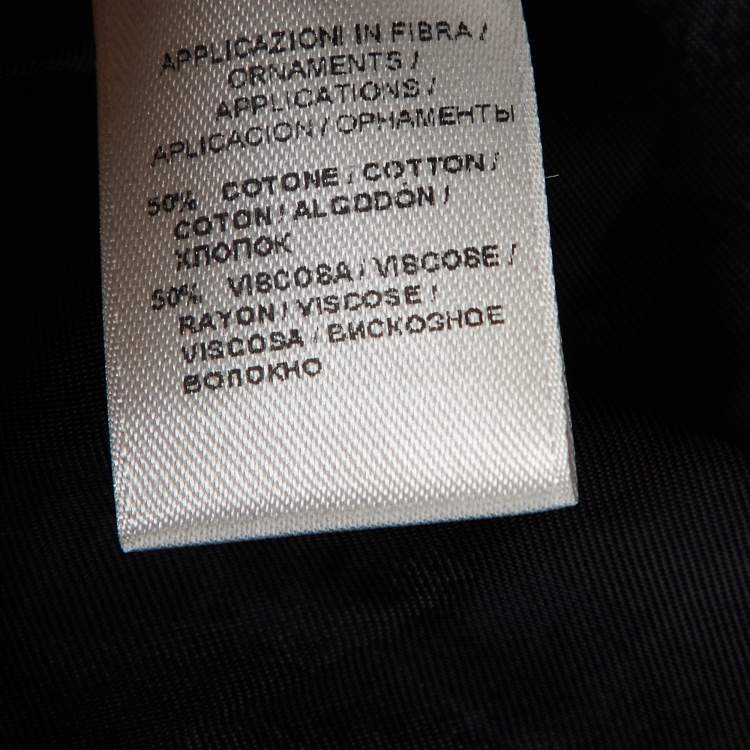 APPLICAZIONI IN FIBRA /
ORNAMENTS /
APPLICATIONS /
APLICACION / ОРНАМЕНТЫ
50% COTONE / COTTON /
COTON / ALGODÓN /
ХЛОПОК
50% VISCOSA / VISCOSE /
RAYON / VISCOSE /
VISCOSA / ВИСКОЗНОЕ
ВОЛОКНО